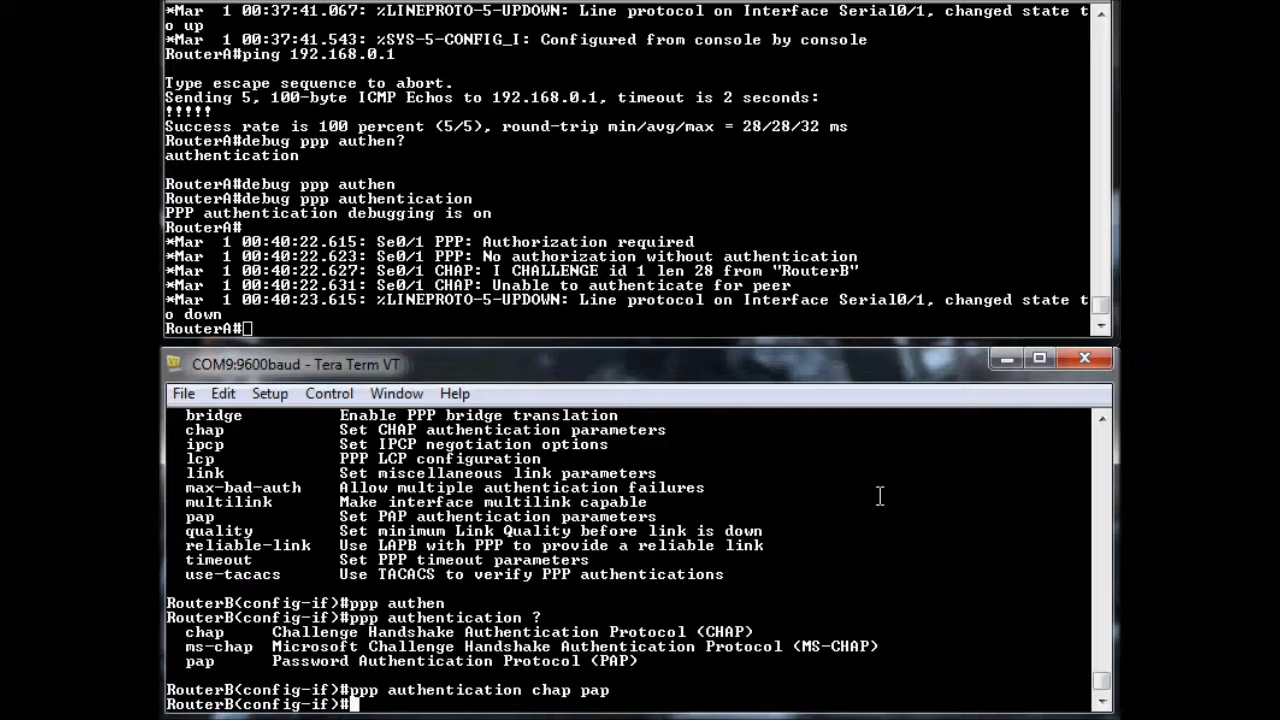 *Mar  1 00:37:41.067: %LINEPROTO-5-UPDOWN: Line protocol on Interface Serial0/1, changed state t
o up
*Mar  1 00:37:41.543: %SYS-5-CONFIG_I: Configured from console by console
RouterA#ping 192.168.0.1
Type escape sequence to abort.
Sending 5, 100-byte ICMP Echos to 192.168.0.1, timeout is 2 seconds:
!!!!!
Success rate is 100 percent (5/5), round-trip min/avg/max = 28/28/32 ms
RouterA#debug ppp authen?
authentication
RouterA#debug ppp authen
RouterA#debug ppp authentication
PPP authentication debugging is on
RouterA#
*Mar  1 00:40:22.615: Se0/1 PPP: Authorization required
*Mar  1 00:40:22.623: Se0/1 PPP: No authorization without authentication
*Mar  1 00:40:22.627: Se0/1 CHAP: I CHALLENGE id 1 len 28 from "RouterB"
*Mar  1 00:40:22.631: Se0/1 CHAP: Unable to authenticate for peer
*Mar  1 00:40:23.615: %LINEPROTO-5-UPDOWN: Line protocol on Interface Serial0/1, changed state t
o down
RouterA#
COM9:9600baud - Tera Term VT
File Edit Setup Control Window Help
bridge Enable PPP bridge translation
chap Set CHAP authentication parameters
ipcp Set IPCP negotiation options
lcp PPP LCP configuration
link Set miscellaneous link parameters
max-bad-auth Allow multiple authentication failures
multilink Make interface multilink capable
pap Set PAP authentication parameters
quality Set minimum Link Quality before link is down
reliable-link Use LAPB with PPP to provide a reliable link
timeout Set PPP timeout parameters
use-tacacs Use TACACS to verify PPP authentications
RouterB(config-if)#ppp authen
RouterB(config-if)#ppp authentication ?
chap Challenge Handshake Authentication Protocol (CHAP)
ms-chap Microsoft Challenge Handshake Authentication Protocol (MS-CHAP)
pap Password Authentication Protocol (PAP)
RouterB(config-if)#ppp authentication chap pap
RouterB(config-if)#